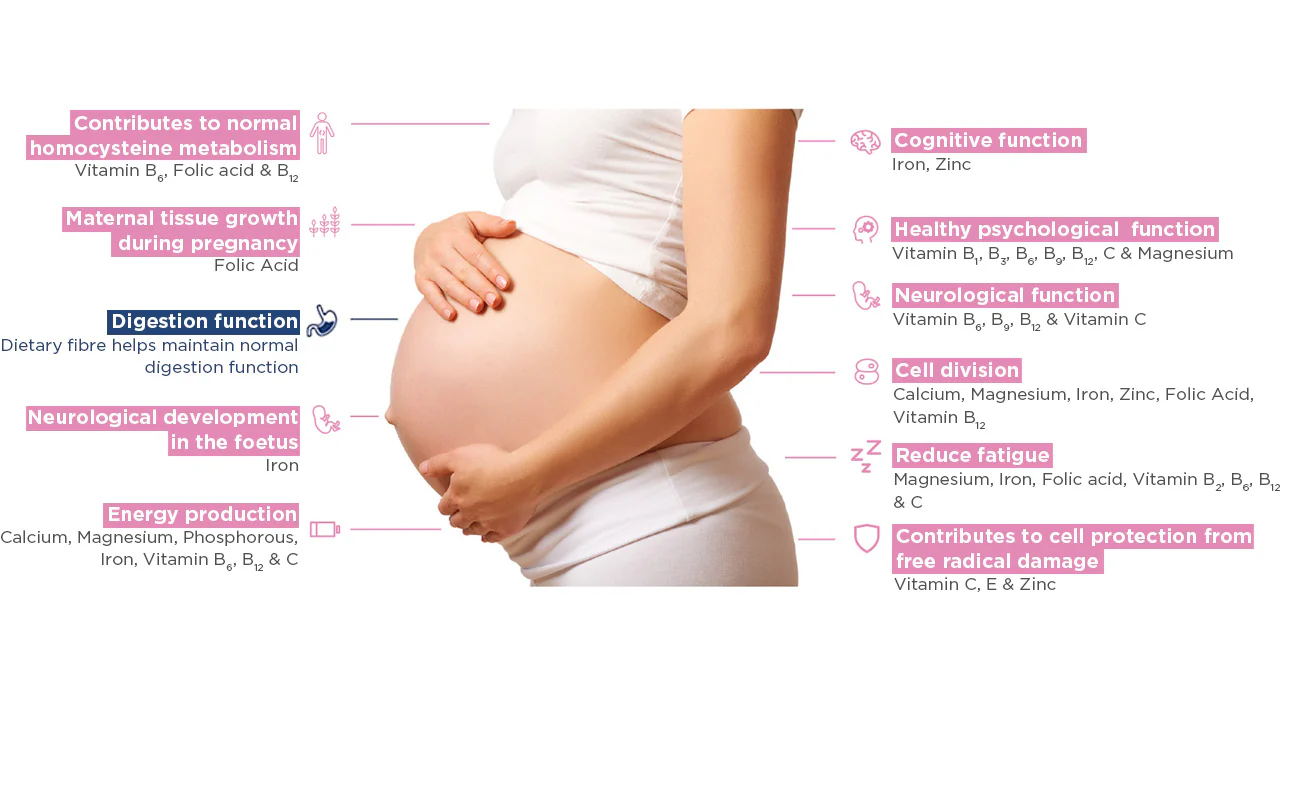 Contributes to normal
homocysteine metabolism
Vitamin B₆, Folic acid & B₁₂
Maternal tissue growth
during pregnancy
Folic Acid
Digestion function
Dietary fibre helps maintain normal
digestion function
Neurological development
in the foetus
Iron
Energy production
Calcium, Magnesium, Phosphorous,
Iron, Vitamin B₆, B₁₂ & C
Cognitive function
Iron, Zinc
Healthy psychological function
Vitamin B₁, B₃, B₆, B₉, B₁₂, C & Magnesium
Neurological function
Vitamin B₆, B₉, B₁₂ & Vitamin C
Cell division
Calcium, Magnesium, Iron, Zinc, Folic Acid,
Vitamin B₁₂
Reduce fatigue
Magnesium, Iron, Folic acid, Vitamin B₂, B₆, B₁₂
& C
Contributes to cell protection from
free radical damage
Vitamin C, E & Zinc